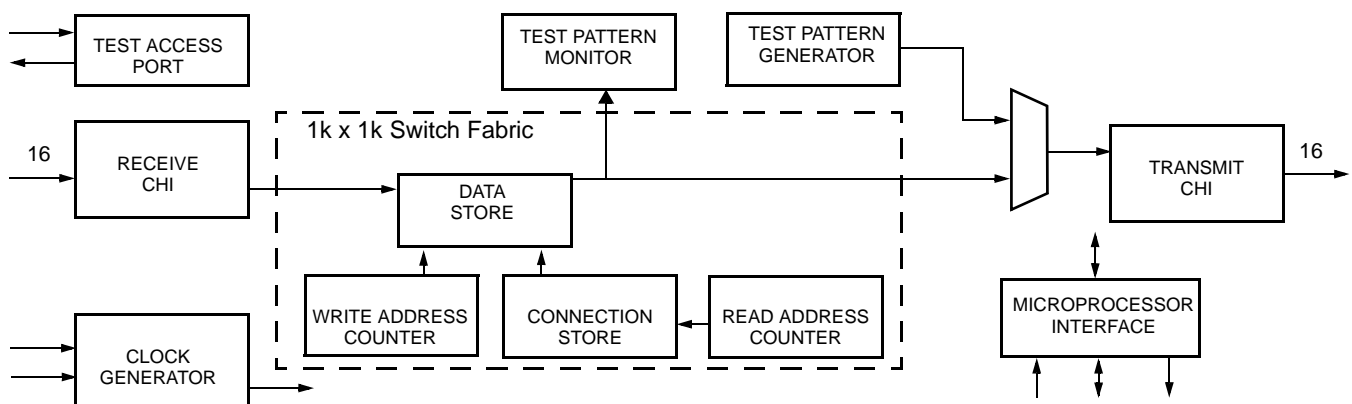 TEST ACCESS
PORT
TEST PATTERN
MONITOR
TEST PATTERN
GENERATOR
1k x 1k Switch Fabric
16
RECEIVE
CHI
DATA
STORE
TRANSMIT
CHI
16
WRITE ADDRESS
COUNTER
CONNECTION
STORE
READ ADDRESS
COUNTER
MICROPROCESSOR
INTERFACE
CLOCK
GENERATOR